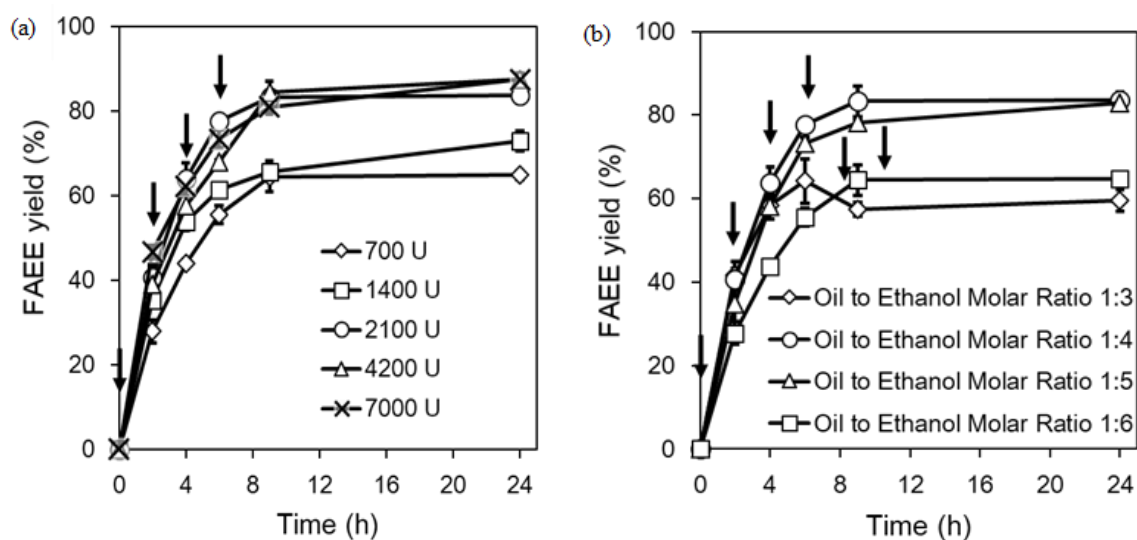 (a)
FAEE yield (%)
100
80
60
40
20
0
700 U
1400 U
2100 U
4200 U
7000 U
0 4 8 12 16 20 24
Time (h)
(b)
FAEE yield (%)
100
80
60
40
20
0
Oil to Ethanol Molar Ratio 1:3
Oil to Ethanol Molar Ratio 1:4
Oil to Ethanol Molar Ratio 1:5
Oil to Ethanol Molar Ratio 1:6
0 4 8 12 16 20 24
Time (h)